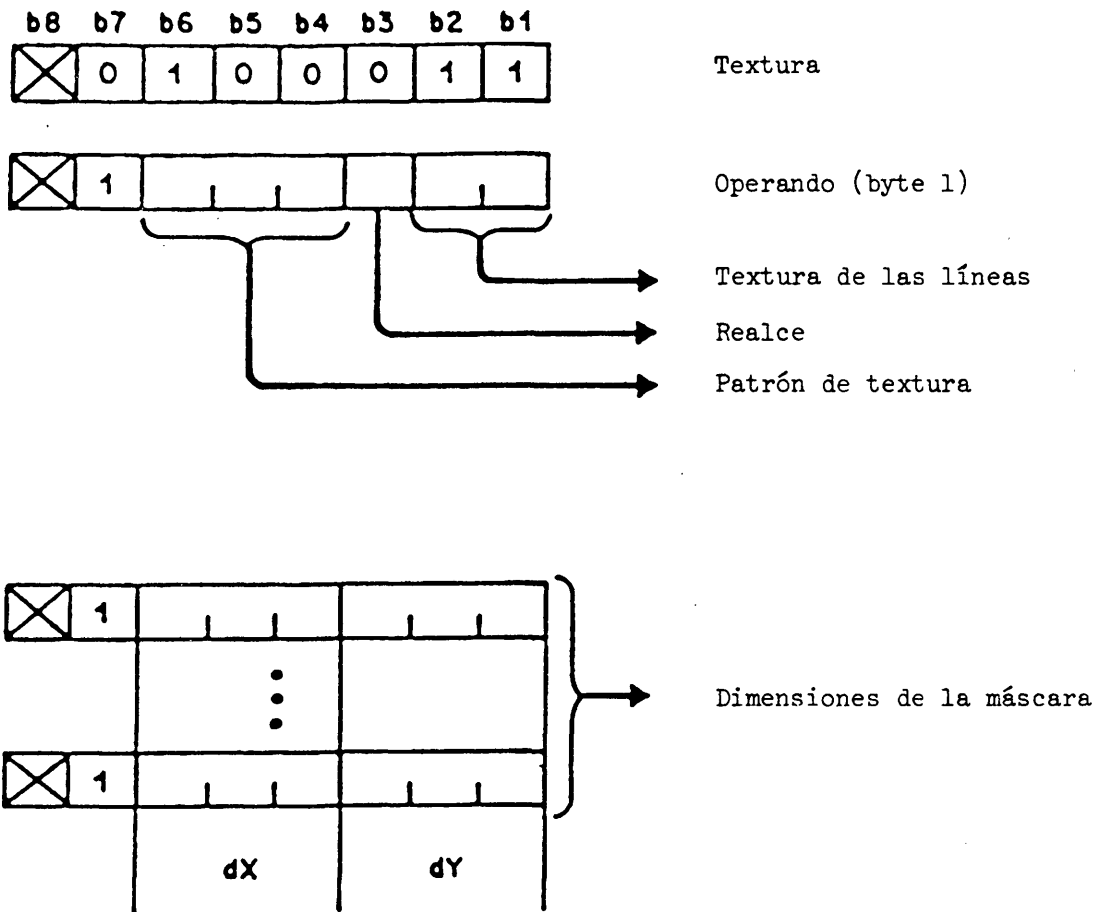 b8 b7 b6 b5 b4 b3 b2 b1
0 1 0 0 0 1 1 Textura
1 Operando (byte 1)
Textura de las líneas
Realce
Patrón de textura
1
Dimensiones de la máscara
1
dX dY